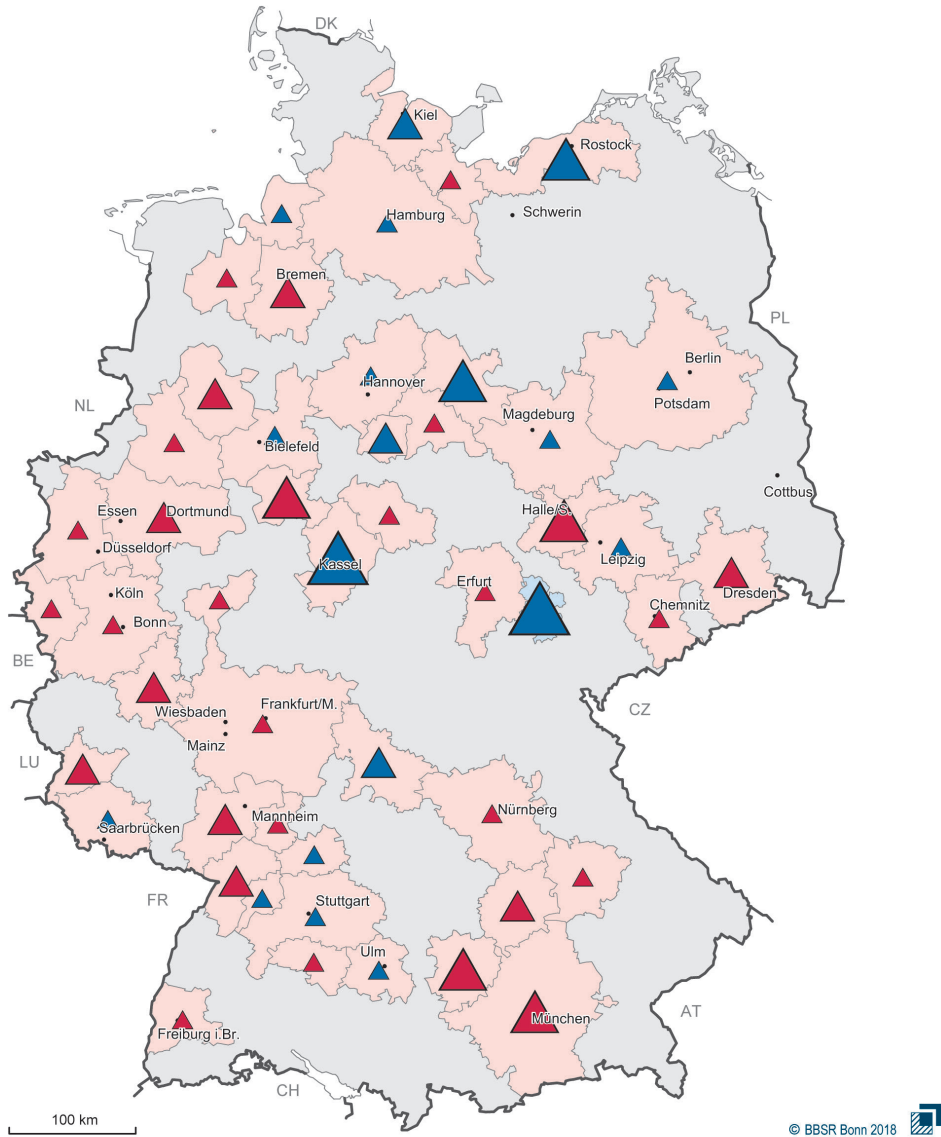 DK
Kiel
Rostock
Hamburg
Schwerin
Bremen
PL
Berlin
Hannover
NL
Potsdam
Magdeburg
Bielefeld
Cottbus
Essen
Dortmund
Halle/S.
Düsseldorf
Leipzig
Kassel
Erfurt
Köln
Dresden
Chemnitz
Bonn
BE
Frankfurt/M.
Wiesbaden
CZ
Mainz
LU
Nürnberg
Mannheim
Saarbrücken
FR
Stuttgart
Ulm
AT
München
Freiburg i.Br.
CH
100 km
© BBSR Bonn 2018